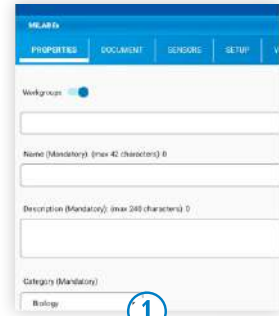 MiLABEx
PROPERTIES DOCUMENT SENSORS SETUP V
Workgroups
Name (Mandatory): (max 42 characters) 0
Description (Mandatory): (max 240 characters) 0
Category (Mandatory)
Biology
1